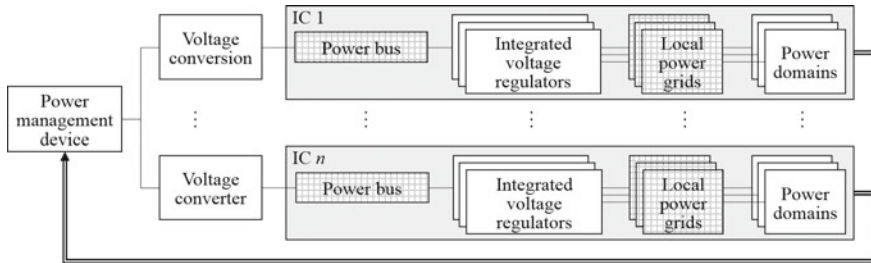 IC 1
Voltage
conversion
Power bus
Integrated
voltage
regulators
Local
power
grids
Power
domains
Power
management
device
IC n
Voltage
converter
Power bus
Integrated
voltage
regulators
Local
power
grids
Power
domains